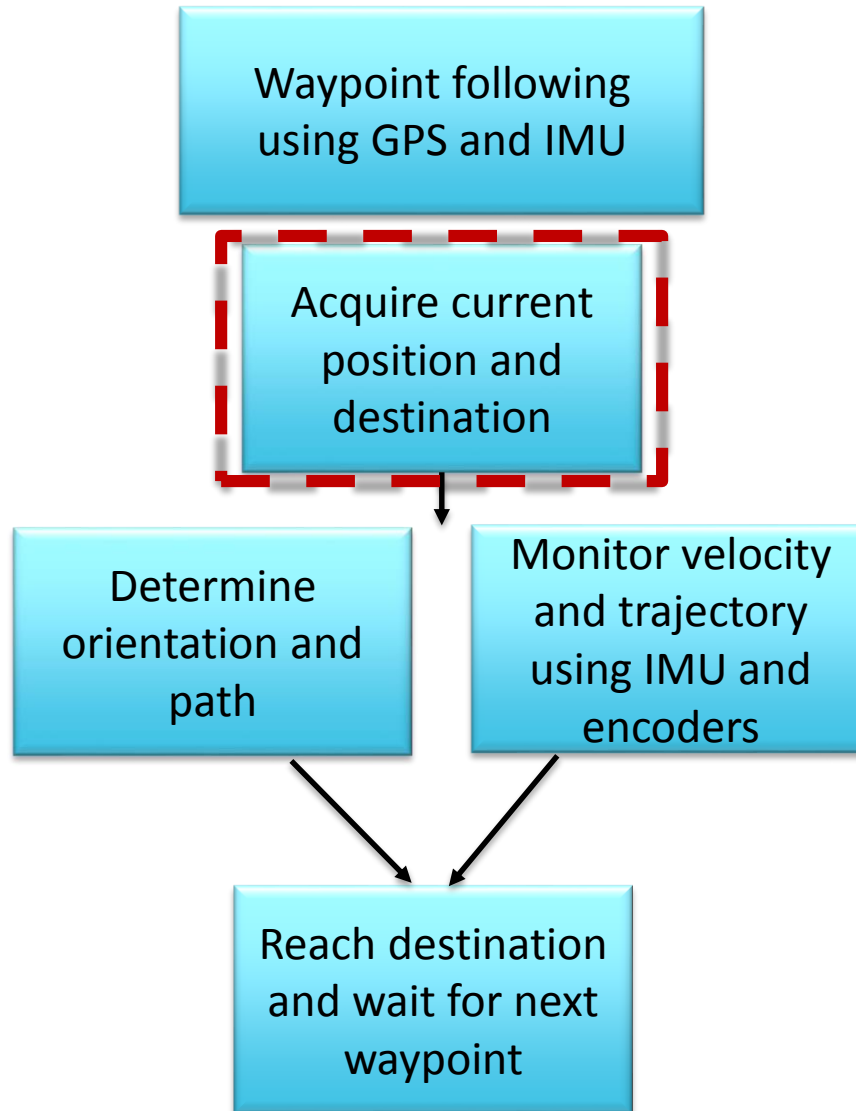 Waypoint following
using GPS and IMU
Acquire current
position and
destination
Determine
orientation and
path
Monitor velocity
and trajectory
using IMU and
encoders
Reach destination
and wait for next
waypoint